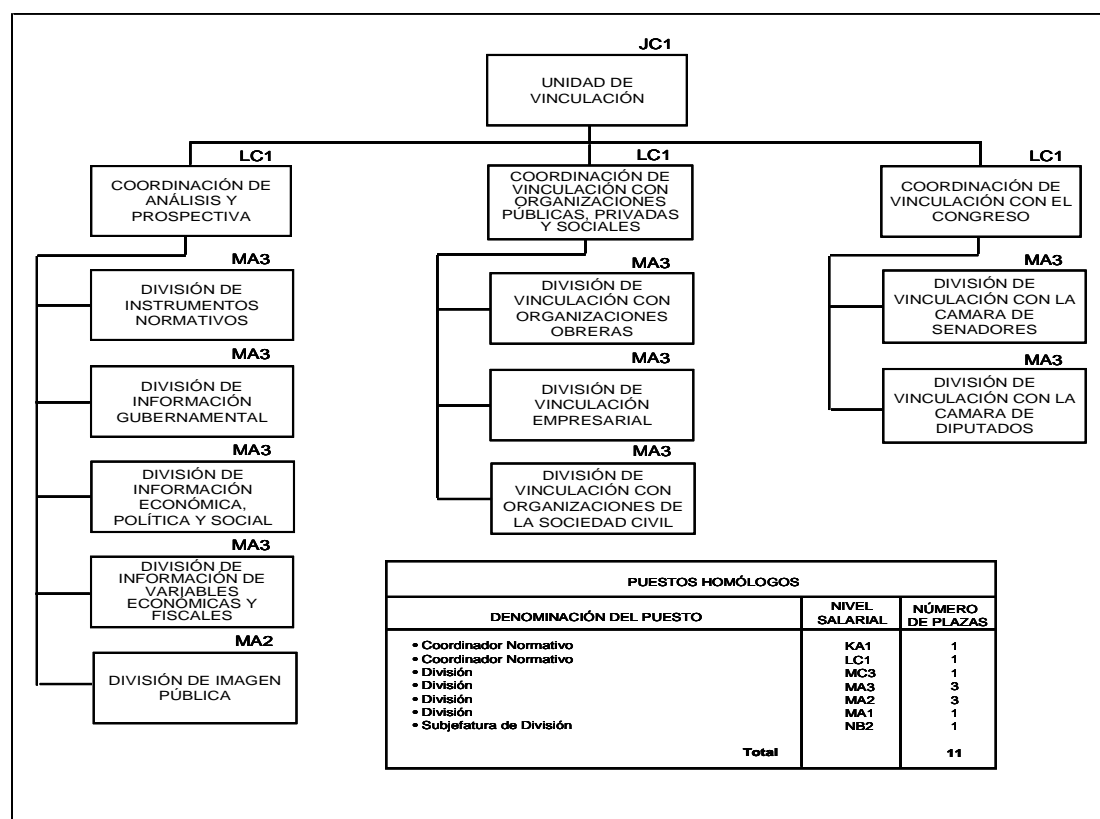 JC1
UNIDAD DE
VINCULACIÓN
LC1
COORDINACIÓN DE
ANÁLISIS Y
PROSPECTIVA
MA3
DIVISIÓN DE
INSTRUMENTOS
NORMATIVOS
MA3
DIVISIÓN DE
INFORMACIÓN
GUBERNAMENTAL
MA3
DIVISIÓN DE
INFORMACIÓN
ECONÓMICA,
POLÍTICA Y SOCIAL
MA3
DIVISIÓN DE
INFORMACIÓN DE
VARIABLES
ECONÓMICAS Y
FISCALES
MA2
DIVISIÓN DE IMAGEN
PÚBLICA
LC1
COORDINACIÓN DE
VINCULACIÓN CON
ORGANIZACIONES
PÚBLICAS, PRIVADAS
Y SOCIALES
MA3
DIVISIÓN DE
VINCULACIÓN CON
ORGANIZACIONES
OBRERAS
MA3
DIVISIÓN DE
VINCULACIÓN
EMPRESARIAL
MA3
DIVISIÓN DE
VINCULACIÓN CON
ORGANIZACIONES DE
LA SOCIEDAD CIVIL
LC1
COORDINACIÓN DE
VINCULACIÓN CON EL
CONGRESO
MA3
DIVISIÓN DE
VINCULACIÓN CON LA
CAMARA DE
SENADORES
MA3
DIVISIÓN DE
VINCULACIÓN CON LA
CAMARA DE
DIPUTADOS
PUESTOS HOMÓLOGOS
DENOMINACIÓN DEL PUESTO NIVEL SALARIAL NÚMERO DE PLAZAS
• Coordinador Normativo KA1 1
• Coordinador Normativo LC1 1
• División MC3 1
• División MA3 3
• División MA2 3
• División MA1 1
• Subjefatura de División NB2 1
Total 11